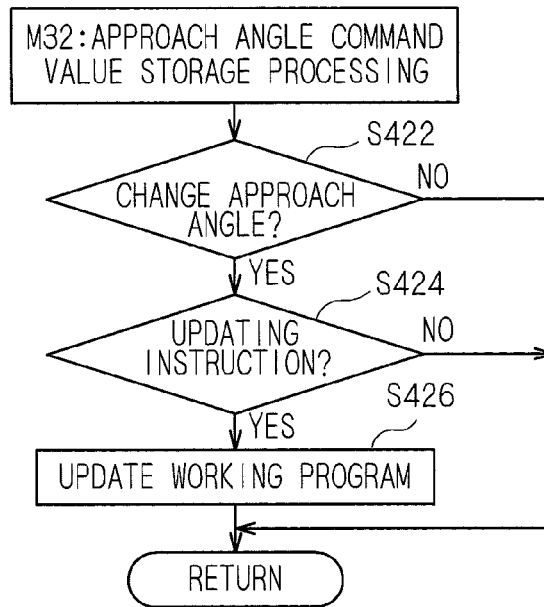 M32:APPROACH ANGLE COMMAND
VALUE STORAGE PROCESSING
S422
CHANGE APPROACH
ANGLE?
NO
YES
S424
UPDATING
INSTRUCTION?
NO
YES
S426
UPDATE WORKING PROGRAM
RETURN